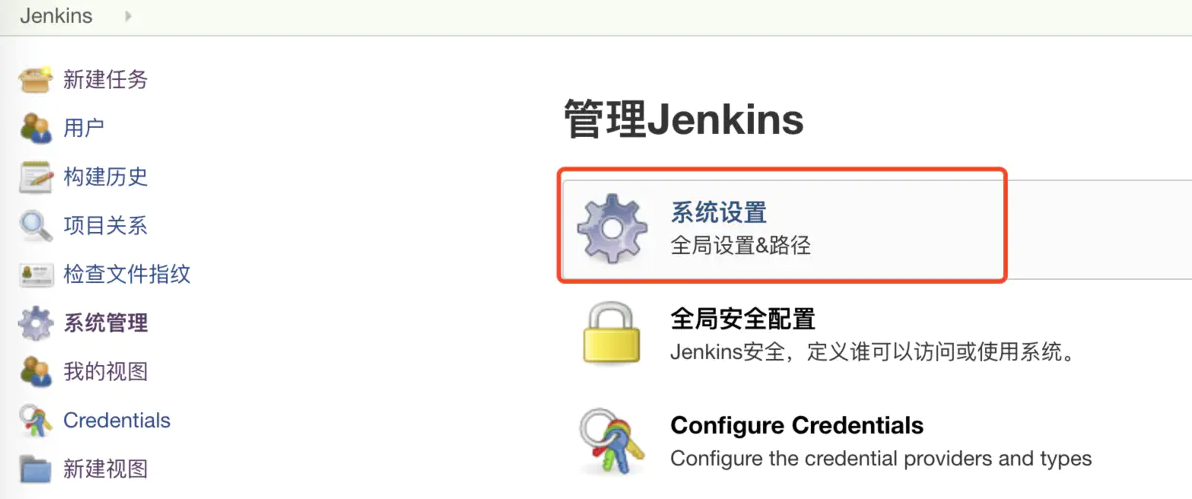 Jenkins
新建任务
用户
构建历史
项目关系
检查文件指纹
系统管理
我的视图
Credentials
新建视图
管理Jenkins
系统设置
全局设置&路径
全局安全配置
Jenkins安全，定义谁可以访问或使用系统。
Configure Credentials
Configure the credential providers and types